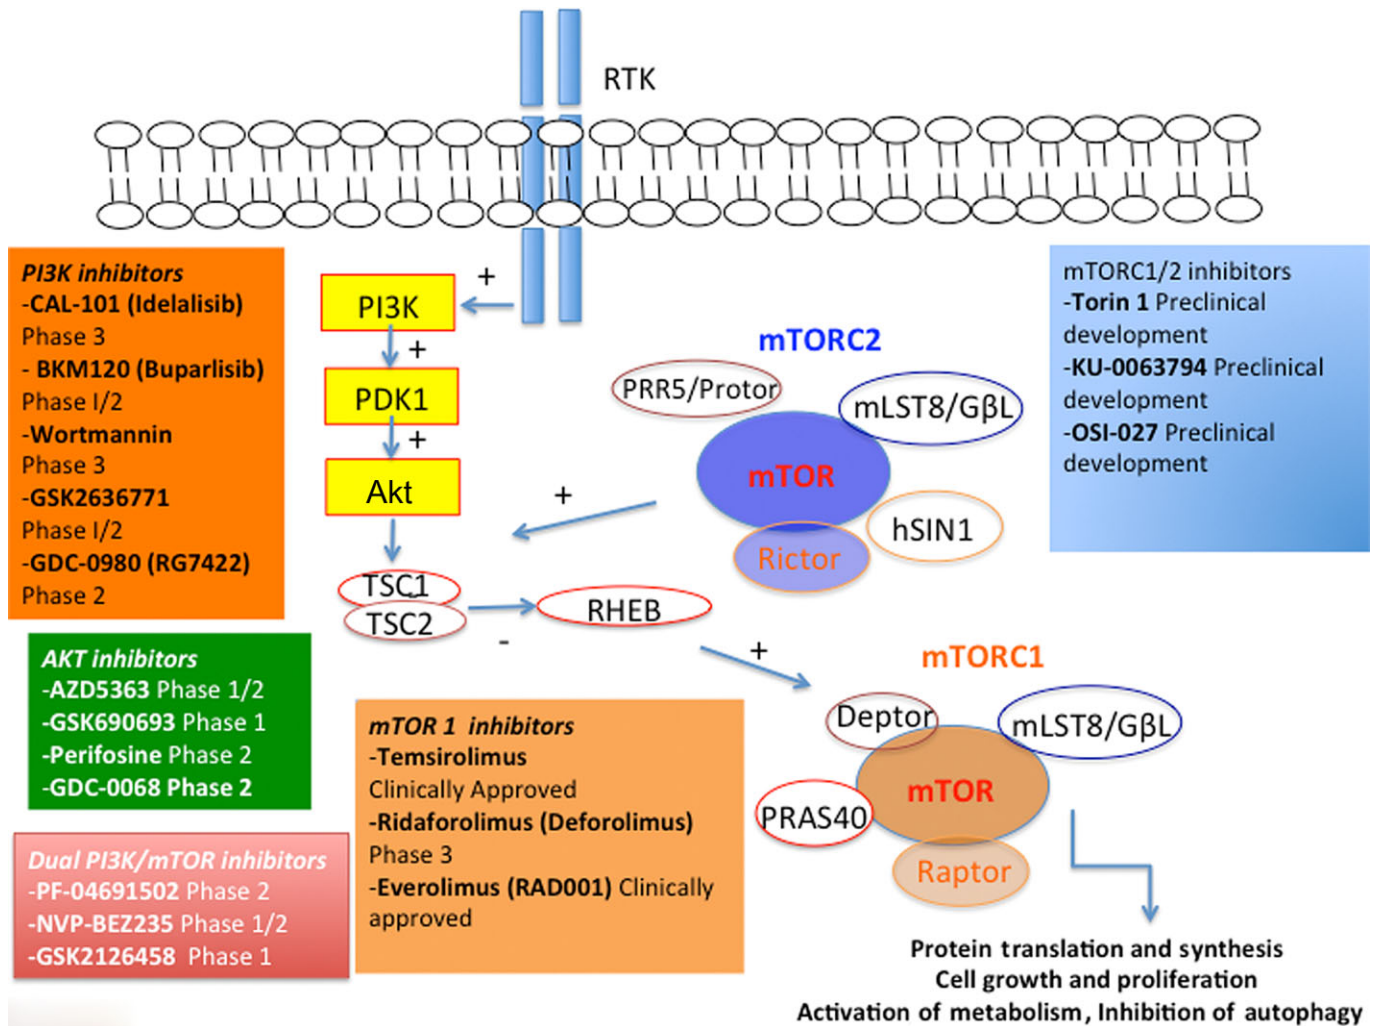 RTK
PI3K inhibitors
-CAL-101 (Idelalisib)
Phase 3
- BKM120 (Buparlisib)
Phase I/2
-Wortmannin
Phase 3
-GSK2636771
Phase I/2
-GDC-0980 (RG7422)
Phase 2
+
PI3K
+
PDK1
+
Akt
TSC1
TSC2
-
RHEB
+
+
mTORC2
PRR5/Protor
mLST8/GβL
mTOR
hSIN1
Rictor
mTORC1/2 inhibitors
-Torin 1 Preclinical
development
-KU-0063794 Preclinical
development
-OSI-027 Preclinical
development
AKT inhibitors
-AZD5363 Phase 1/2
-GSK690693 Phase 1
-Perifosine Phase 2
-GDC-0068 Phase 2
Dual PI3K/mTOR inhibitors
-PF-04691502 Phase 2
-NVP-BEZ235 Phase 1/2
-GSK2126458 Phase 1
mTOR 1 inhibitors
-Temsirolimus
Clinically Approved
-Ridaforolimus (Deforolimus)
Phase 3
-Everolimus (RAD001) Clinically
approved
mTORC1
Deptor
mLST8/GβL
mTOR
PRAS40
Raptor
Protein translation and synthesis
Cell growth and proliferation
Activation of metabolism, Inhibition of autophagy